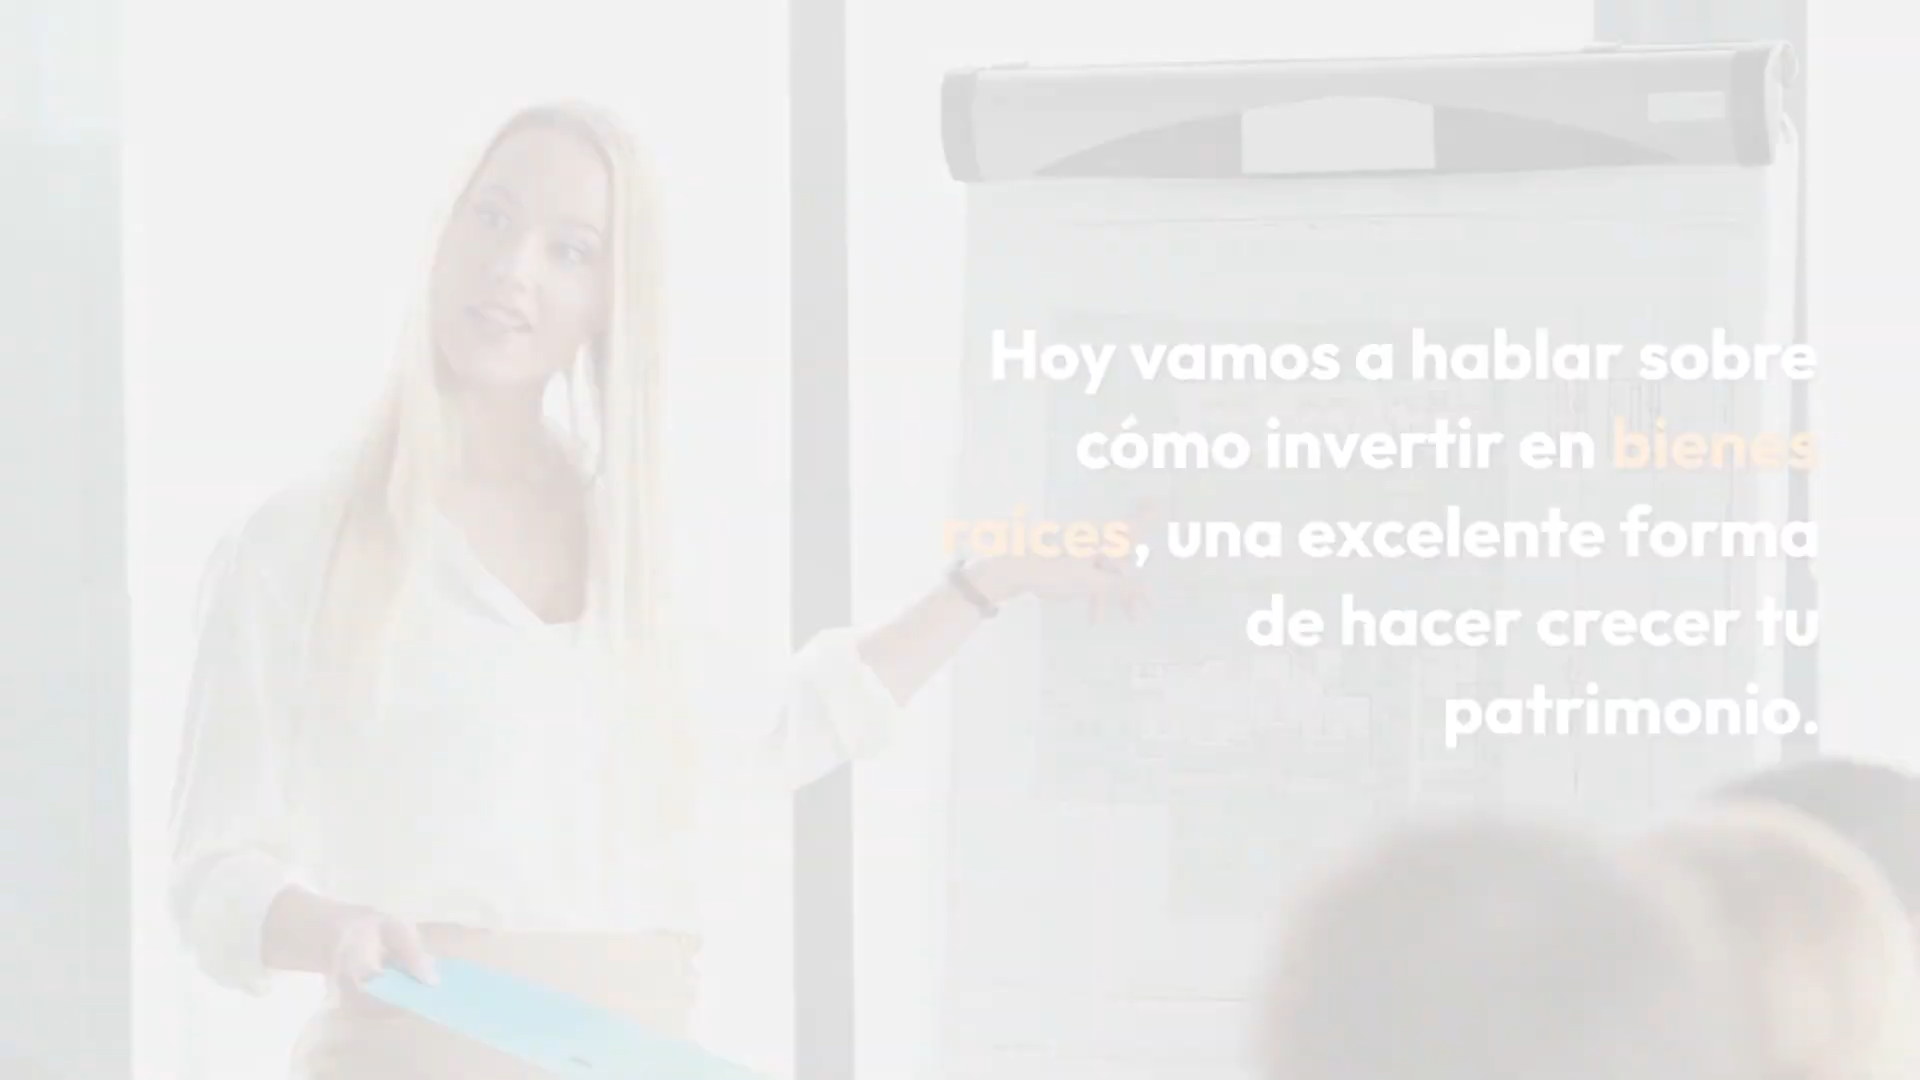 Hoy vamos a hablar sobre
cómo invertir en bienes
raíces, una excelente forma
de hacer crecer tu
patrimonio.